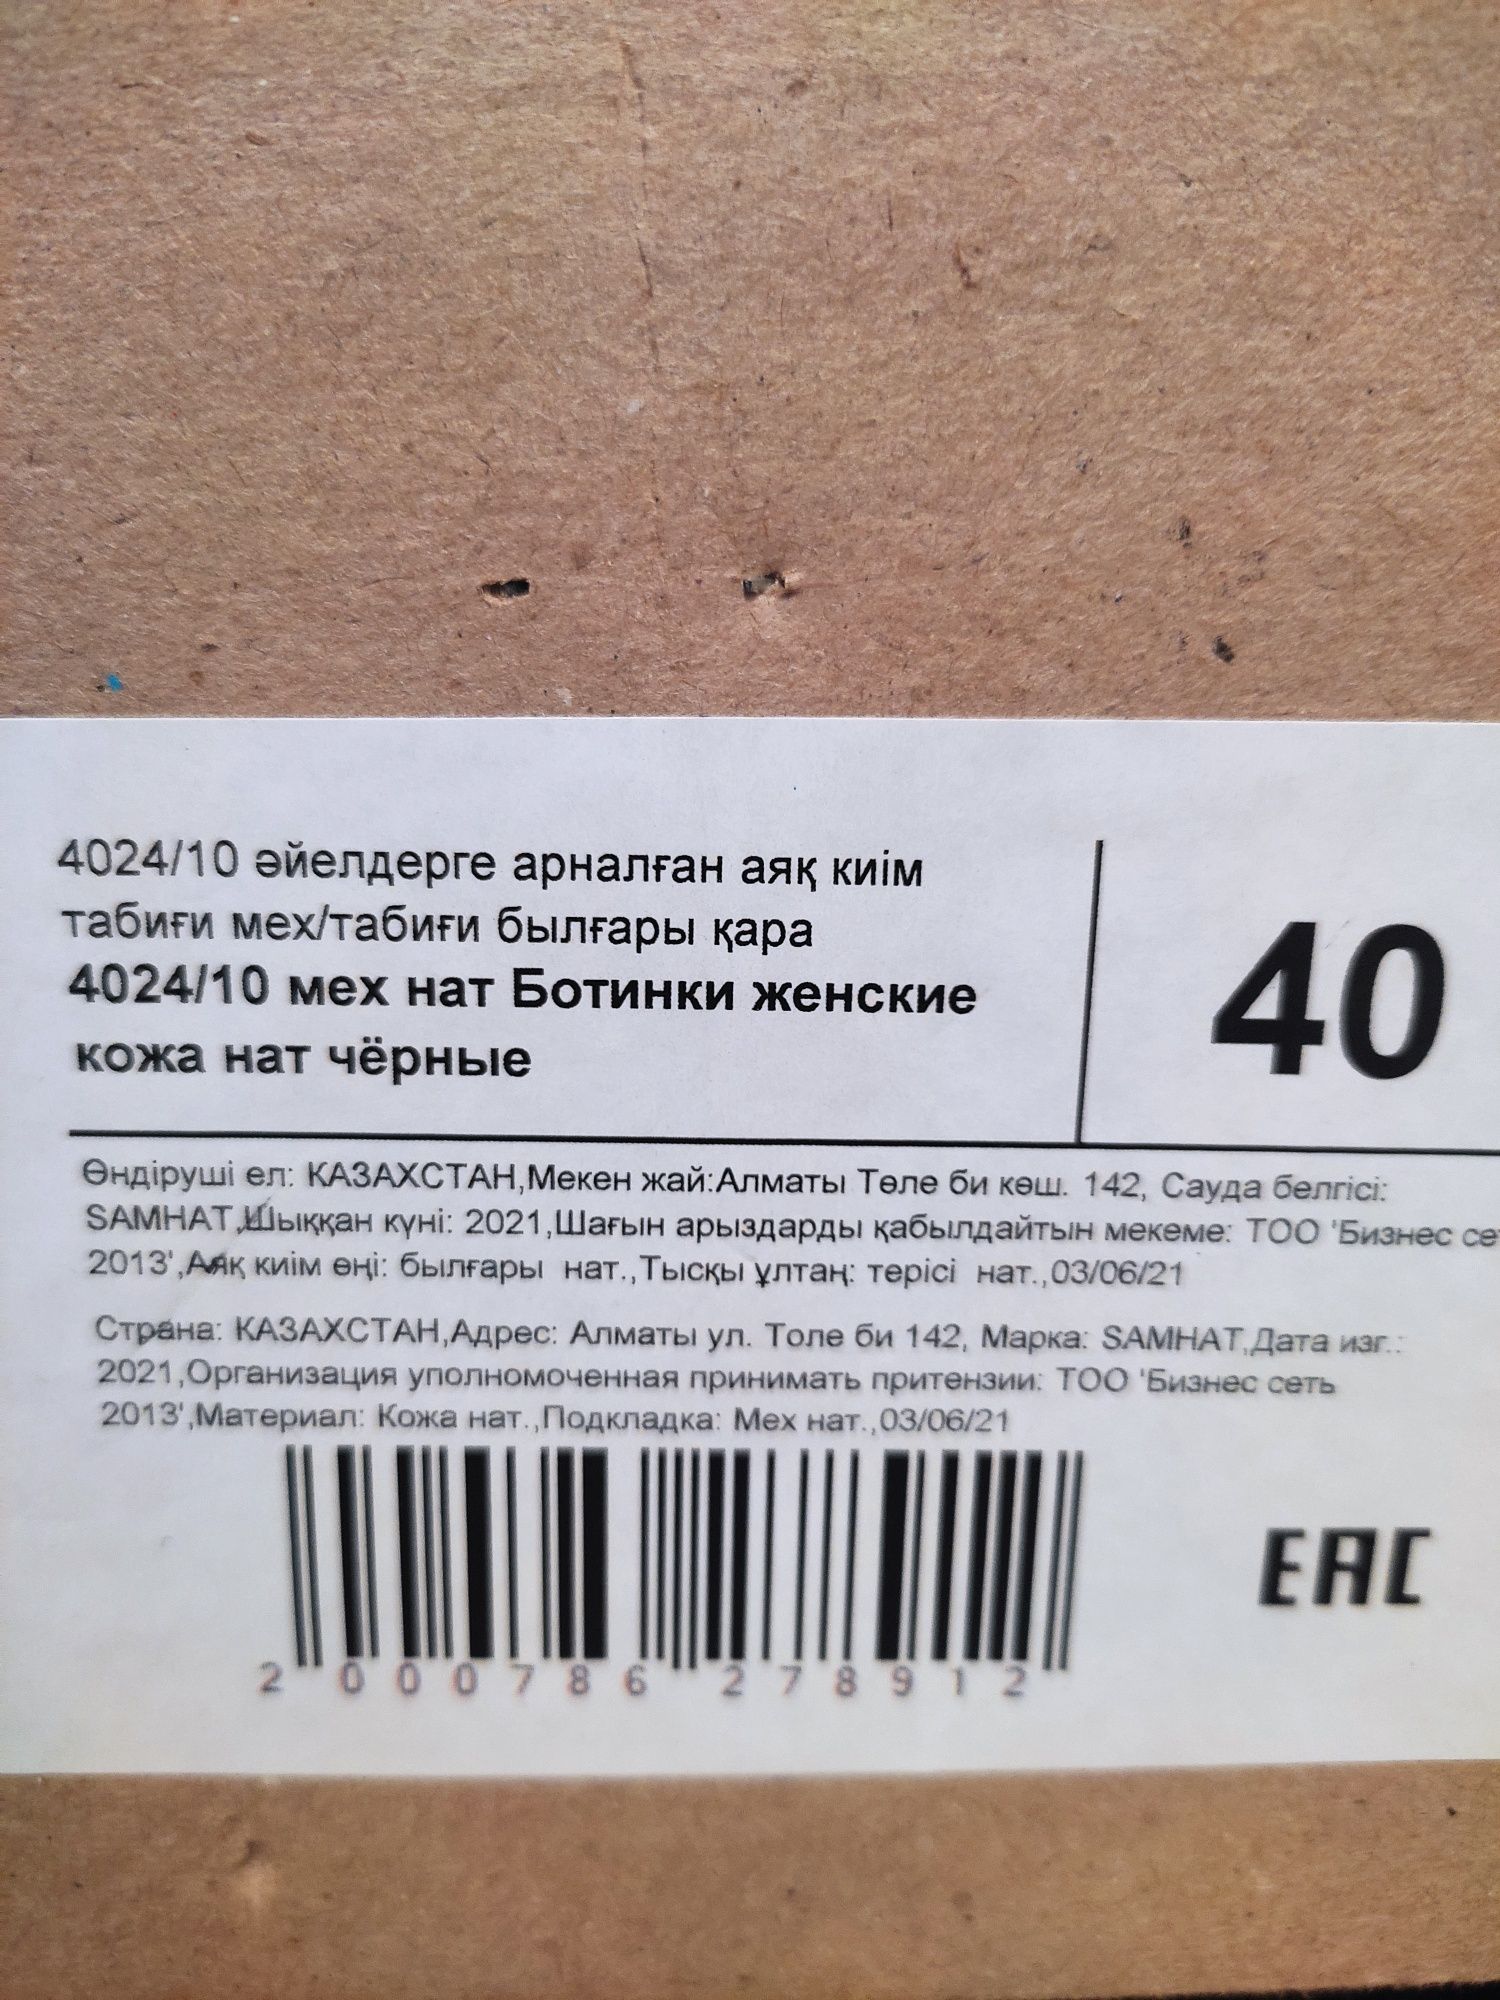 4024/10 әйелдерге арналған аяқ киім
табиғи мех/табиғи былғары қара
4024/10 мех нат Ботинки женские
кожа нат чёрные
40
Өндіруші ел: КАЗАХСТАН,Мекен жай:Алматы Төле би көш. 142, Сауда белгісі:
SAMHAT,Шыққан күні: 2021,Шағын арыздарды қабылдайтын мекеме: ТОО 'Бизнес се
2013',Аяқ киім өңі: былғары нат.,Тысқы ұлтаң: терісі нат.,03/06/21
Страна: КАЗАХСТАН,Адрес: Алматы ул. Толе би 142, Марка: SAMHAT,Дата изг.:
2021,Организация уполномоченная принимать притензии: ТОО 'Бизнес сеть
2013',Материал: Кожа нат.,Подкладка: Мех нат.,03/06/21
2 000786 278912
EAC